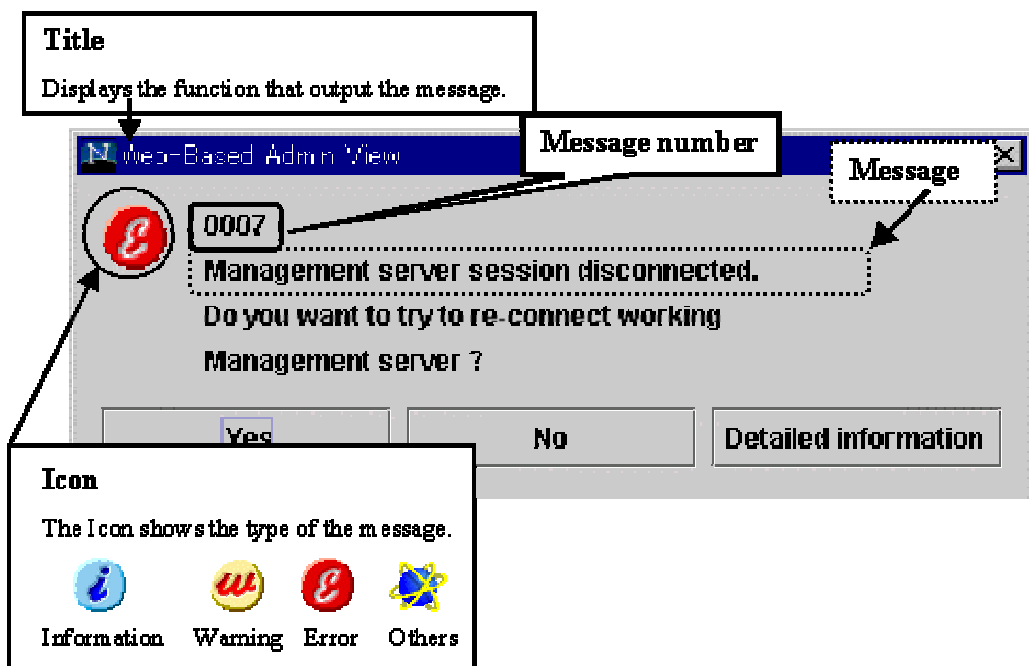 Title
Displays the function that output the message.
Web-Based Admin View
Message number
Message
0007
Management server session disconnected.
Do you want to try to re-connect working
Management server ?
Yes
No
Detailed information
Icon
The Icon shows the type of the message.
Information Warning Error Others